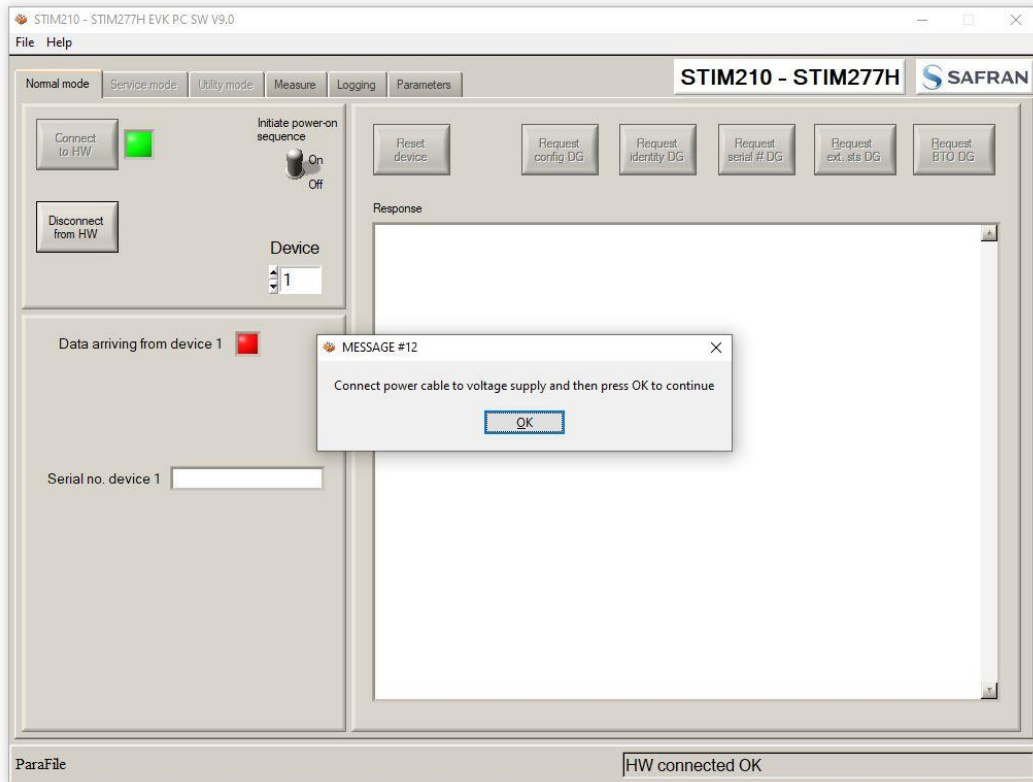 STIM210 - STIM277H EVK PC SW V9.0
File Help
Normal mode Service mode Utility mode Measure Logging Parameters
STIM210 - STIM277H SAFRAN
Connect
to HW
Initiate power-on
sequence
On
Off
Disconnect
from HW
Device
1
Reset
device
Request
config DG
Request
identity DG
Request
serial # DG
Request
ext. sts DG
Request
BTO DG
Response
Data arriving from device 1
MESSAGE #12
Connect power cable to voltage supply and then press OK to continue
OK
Serial no. device 1
ParaFile
HW connected OK